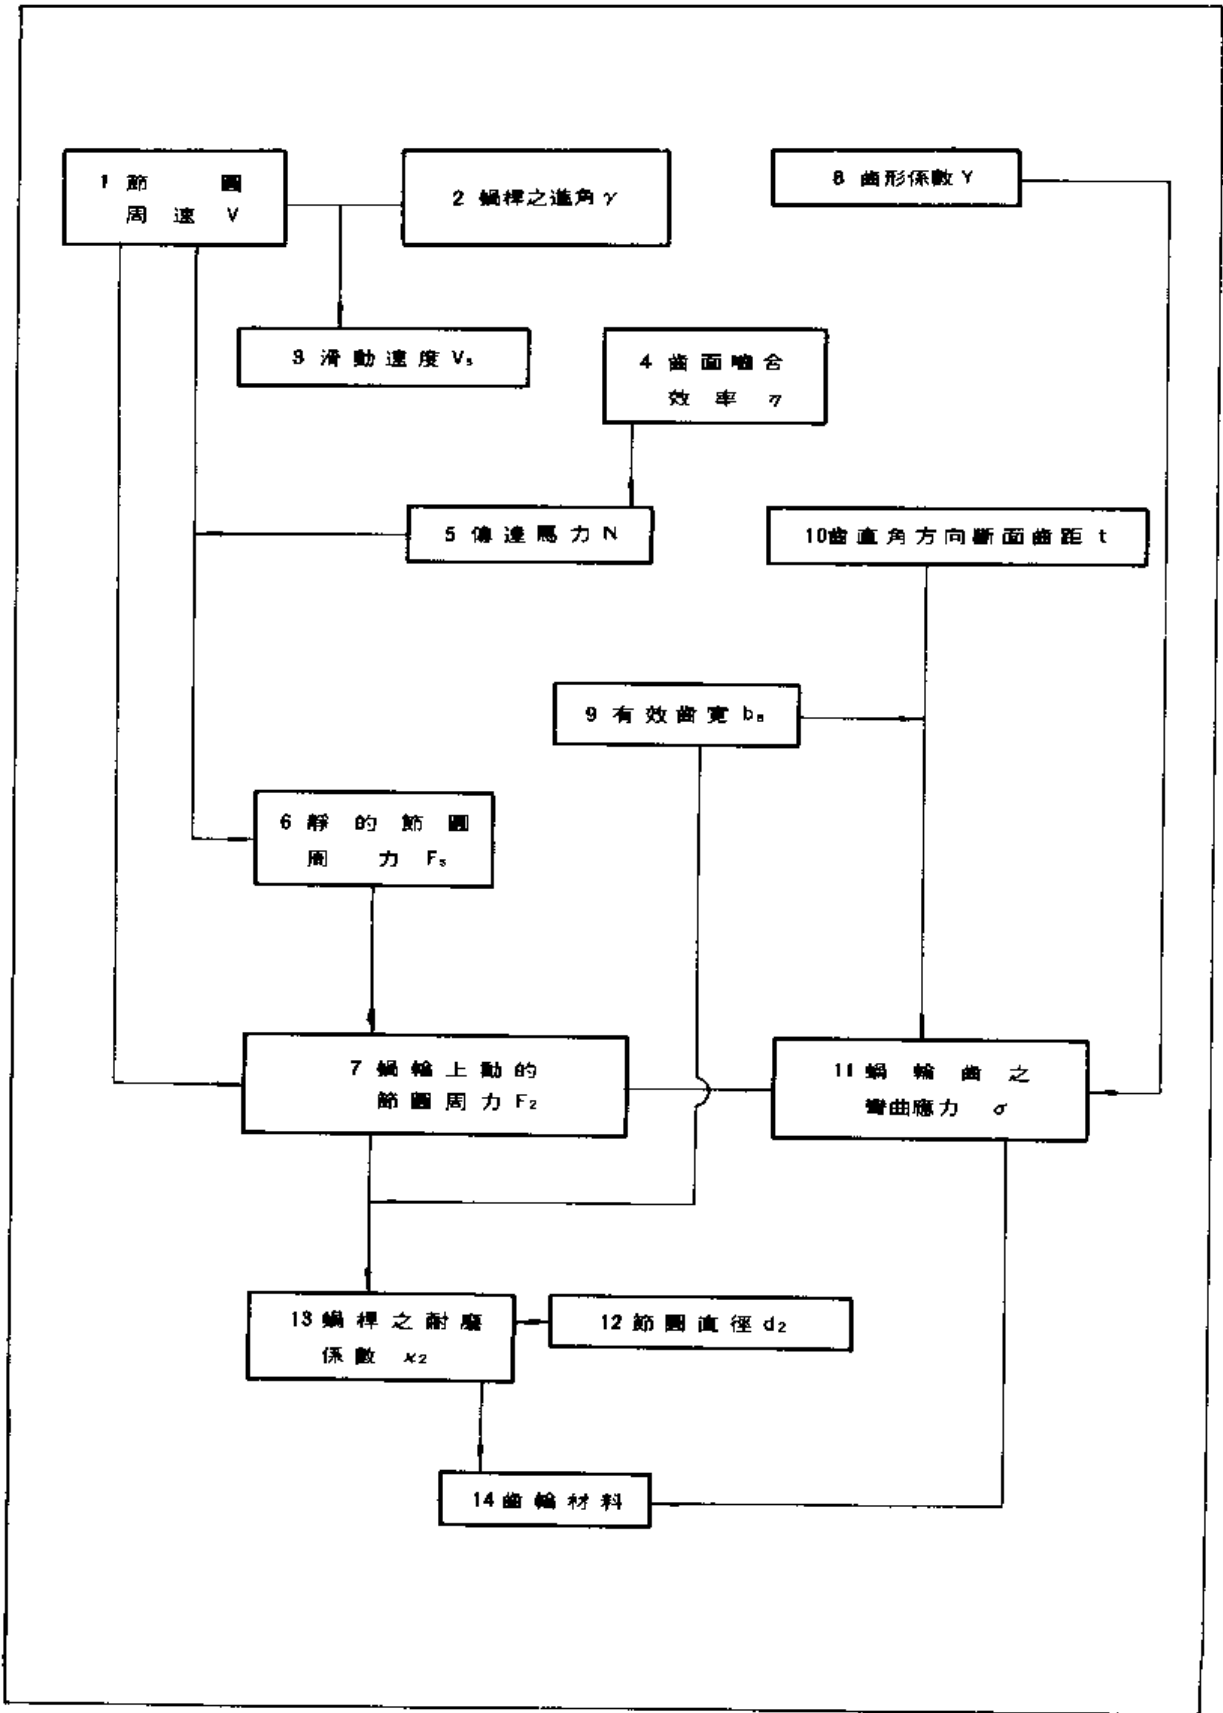 1 節 圓
周 速 V
2 蝸桿之進角 γ
8 齒形係數 Y
3 滑動速度 Vs
4 齒面嚙合
效 率 η
5 傳達馬力 N
10齒直角方向斷面齒距 t
9 有效齒寬 be
6 靜的節圓
周 力 Fs
7 蝸輪上動的
節圓周力 F2
11 蝸輪齒之
彎曲應力 σ
13 蝸桿之耐磨
係數 κ2
12 節圓直徑 d2
14 齒輪材料